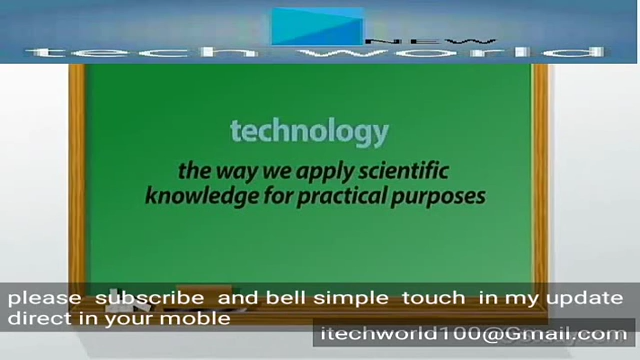 NEW
tech world
technology
the way we apply scientific
knowledge for practical purposes
please subscribe and bell simple touch in my update
direct in your moble
itechworld100@Gmail.com